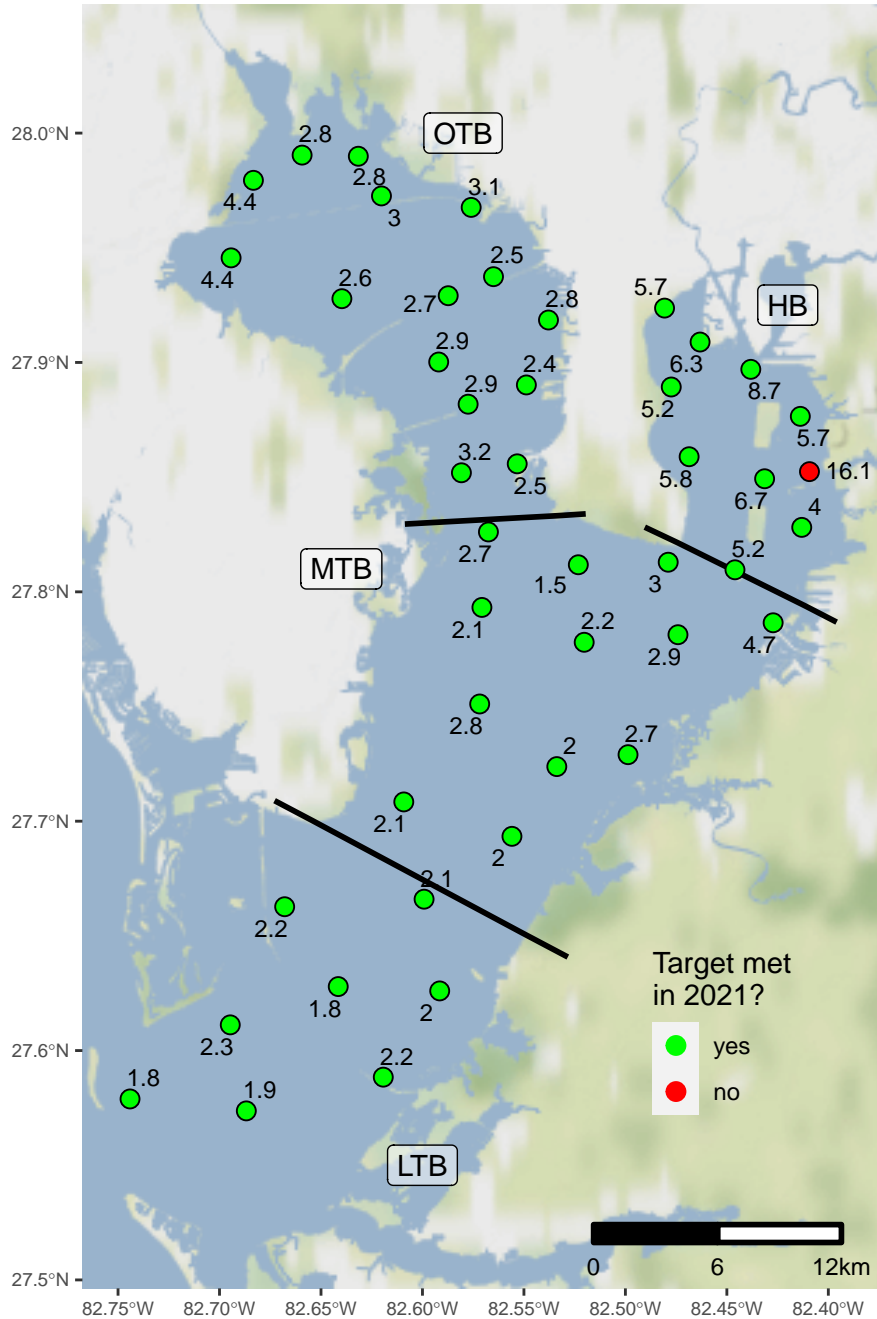 28.0°N
27.9°N
27.8°N
27.7°N
27.6°N
27.5°N
OTB
2.8
2.8
4.4
3
3.1
4.4
2.5
2.6
2.7
2.8
5.7
HB
2.9
6.3
2.4
8.7
5.2
2.9
5.7
3.2
5.8
2.5
16.1
6.7
4
2.7
MTB
1.5
3
5.2
2.1
2.2
2.9
4.7
2.8
2
2.7
2.1
2
2.1
2.2
1.8
2
2.3
2.2
1.8
1.9
LTB
Target met
in 2021?
yes
no
0 6 12km
82.75°W 82.70°W 82.65°W 82.60°W 82.55°W 82.50°W 82.45°W 82.40°W